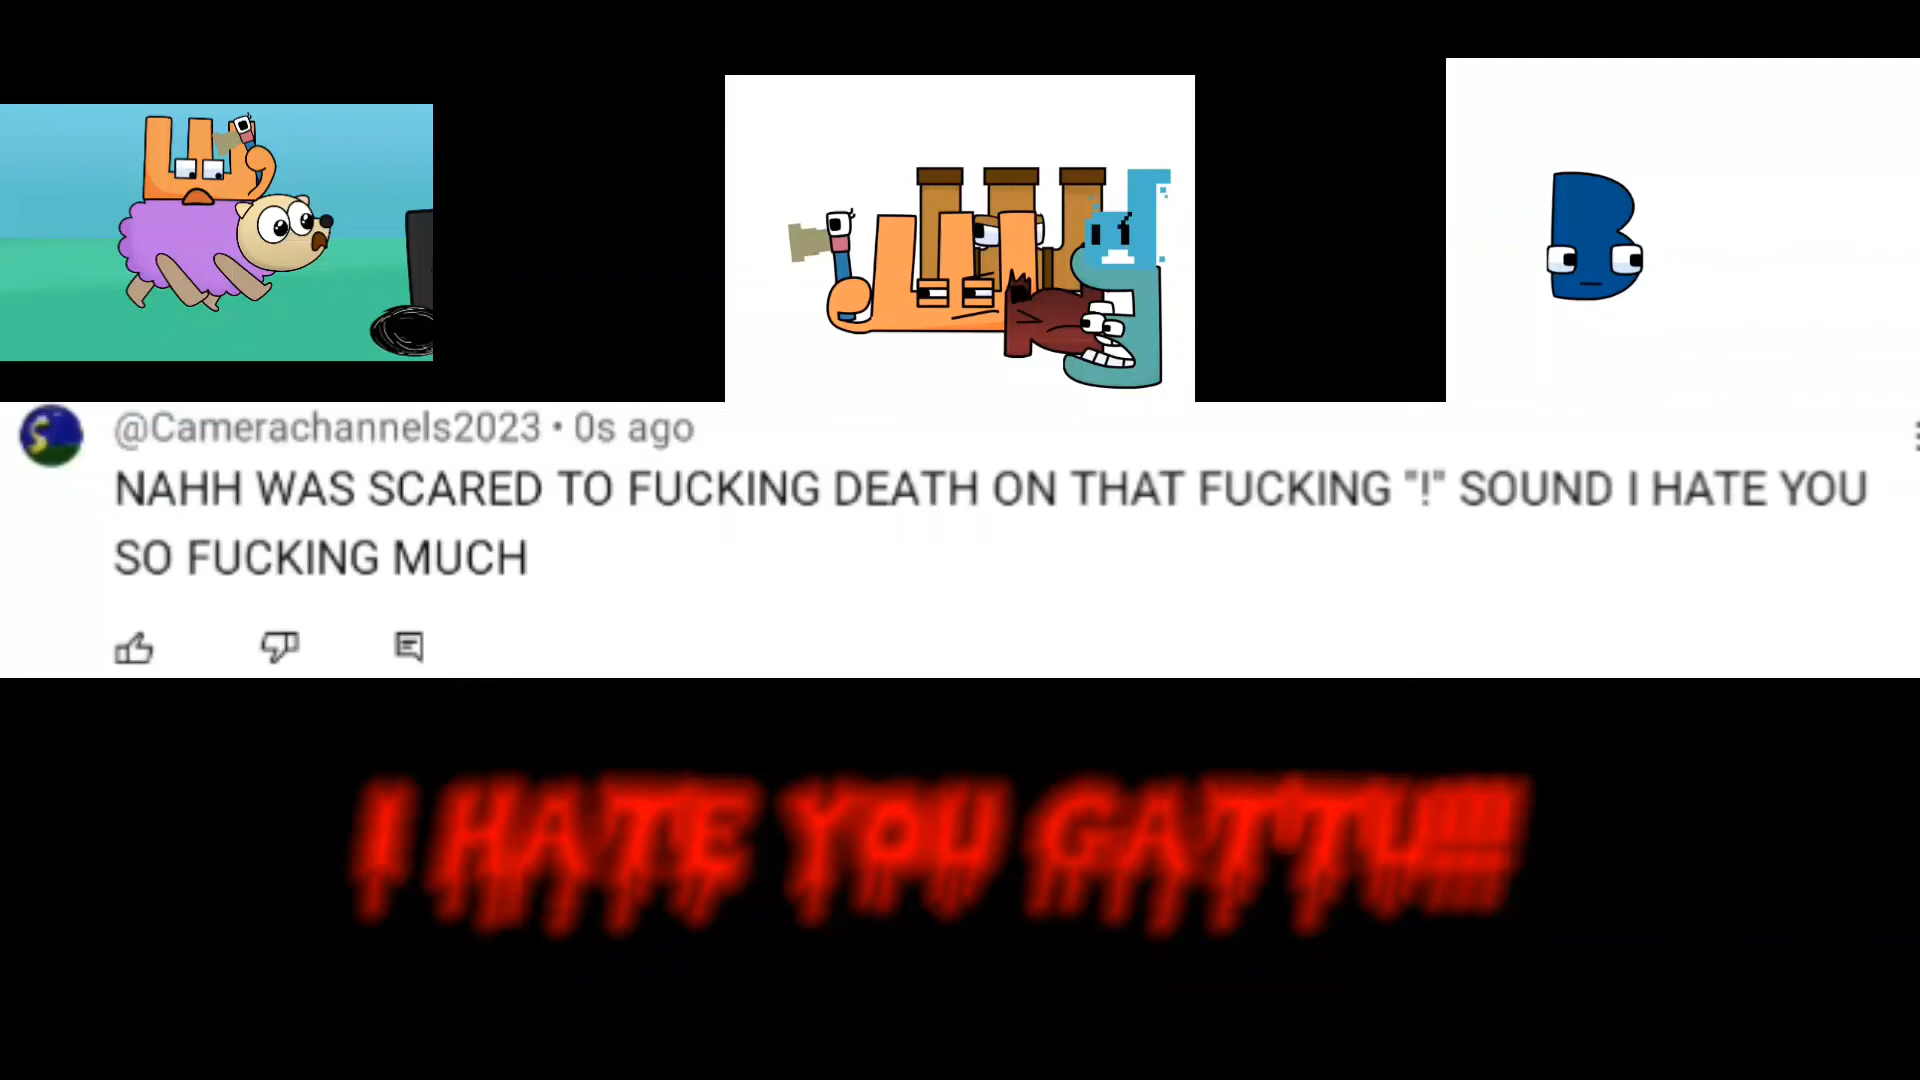 @Camerachannels2023 • 0s ago
NAHH WAS SCARED TO FUCKING DEATH ON THAT FUCKING "!" SOUND I HATE YOU
SO FUCKING MUCH
I HATE YOU GATTU!!!